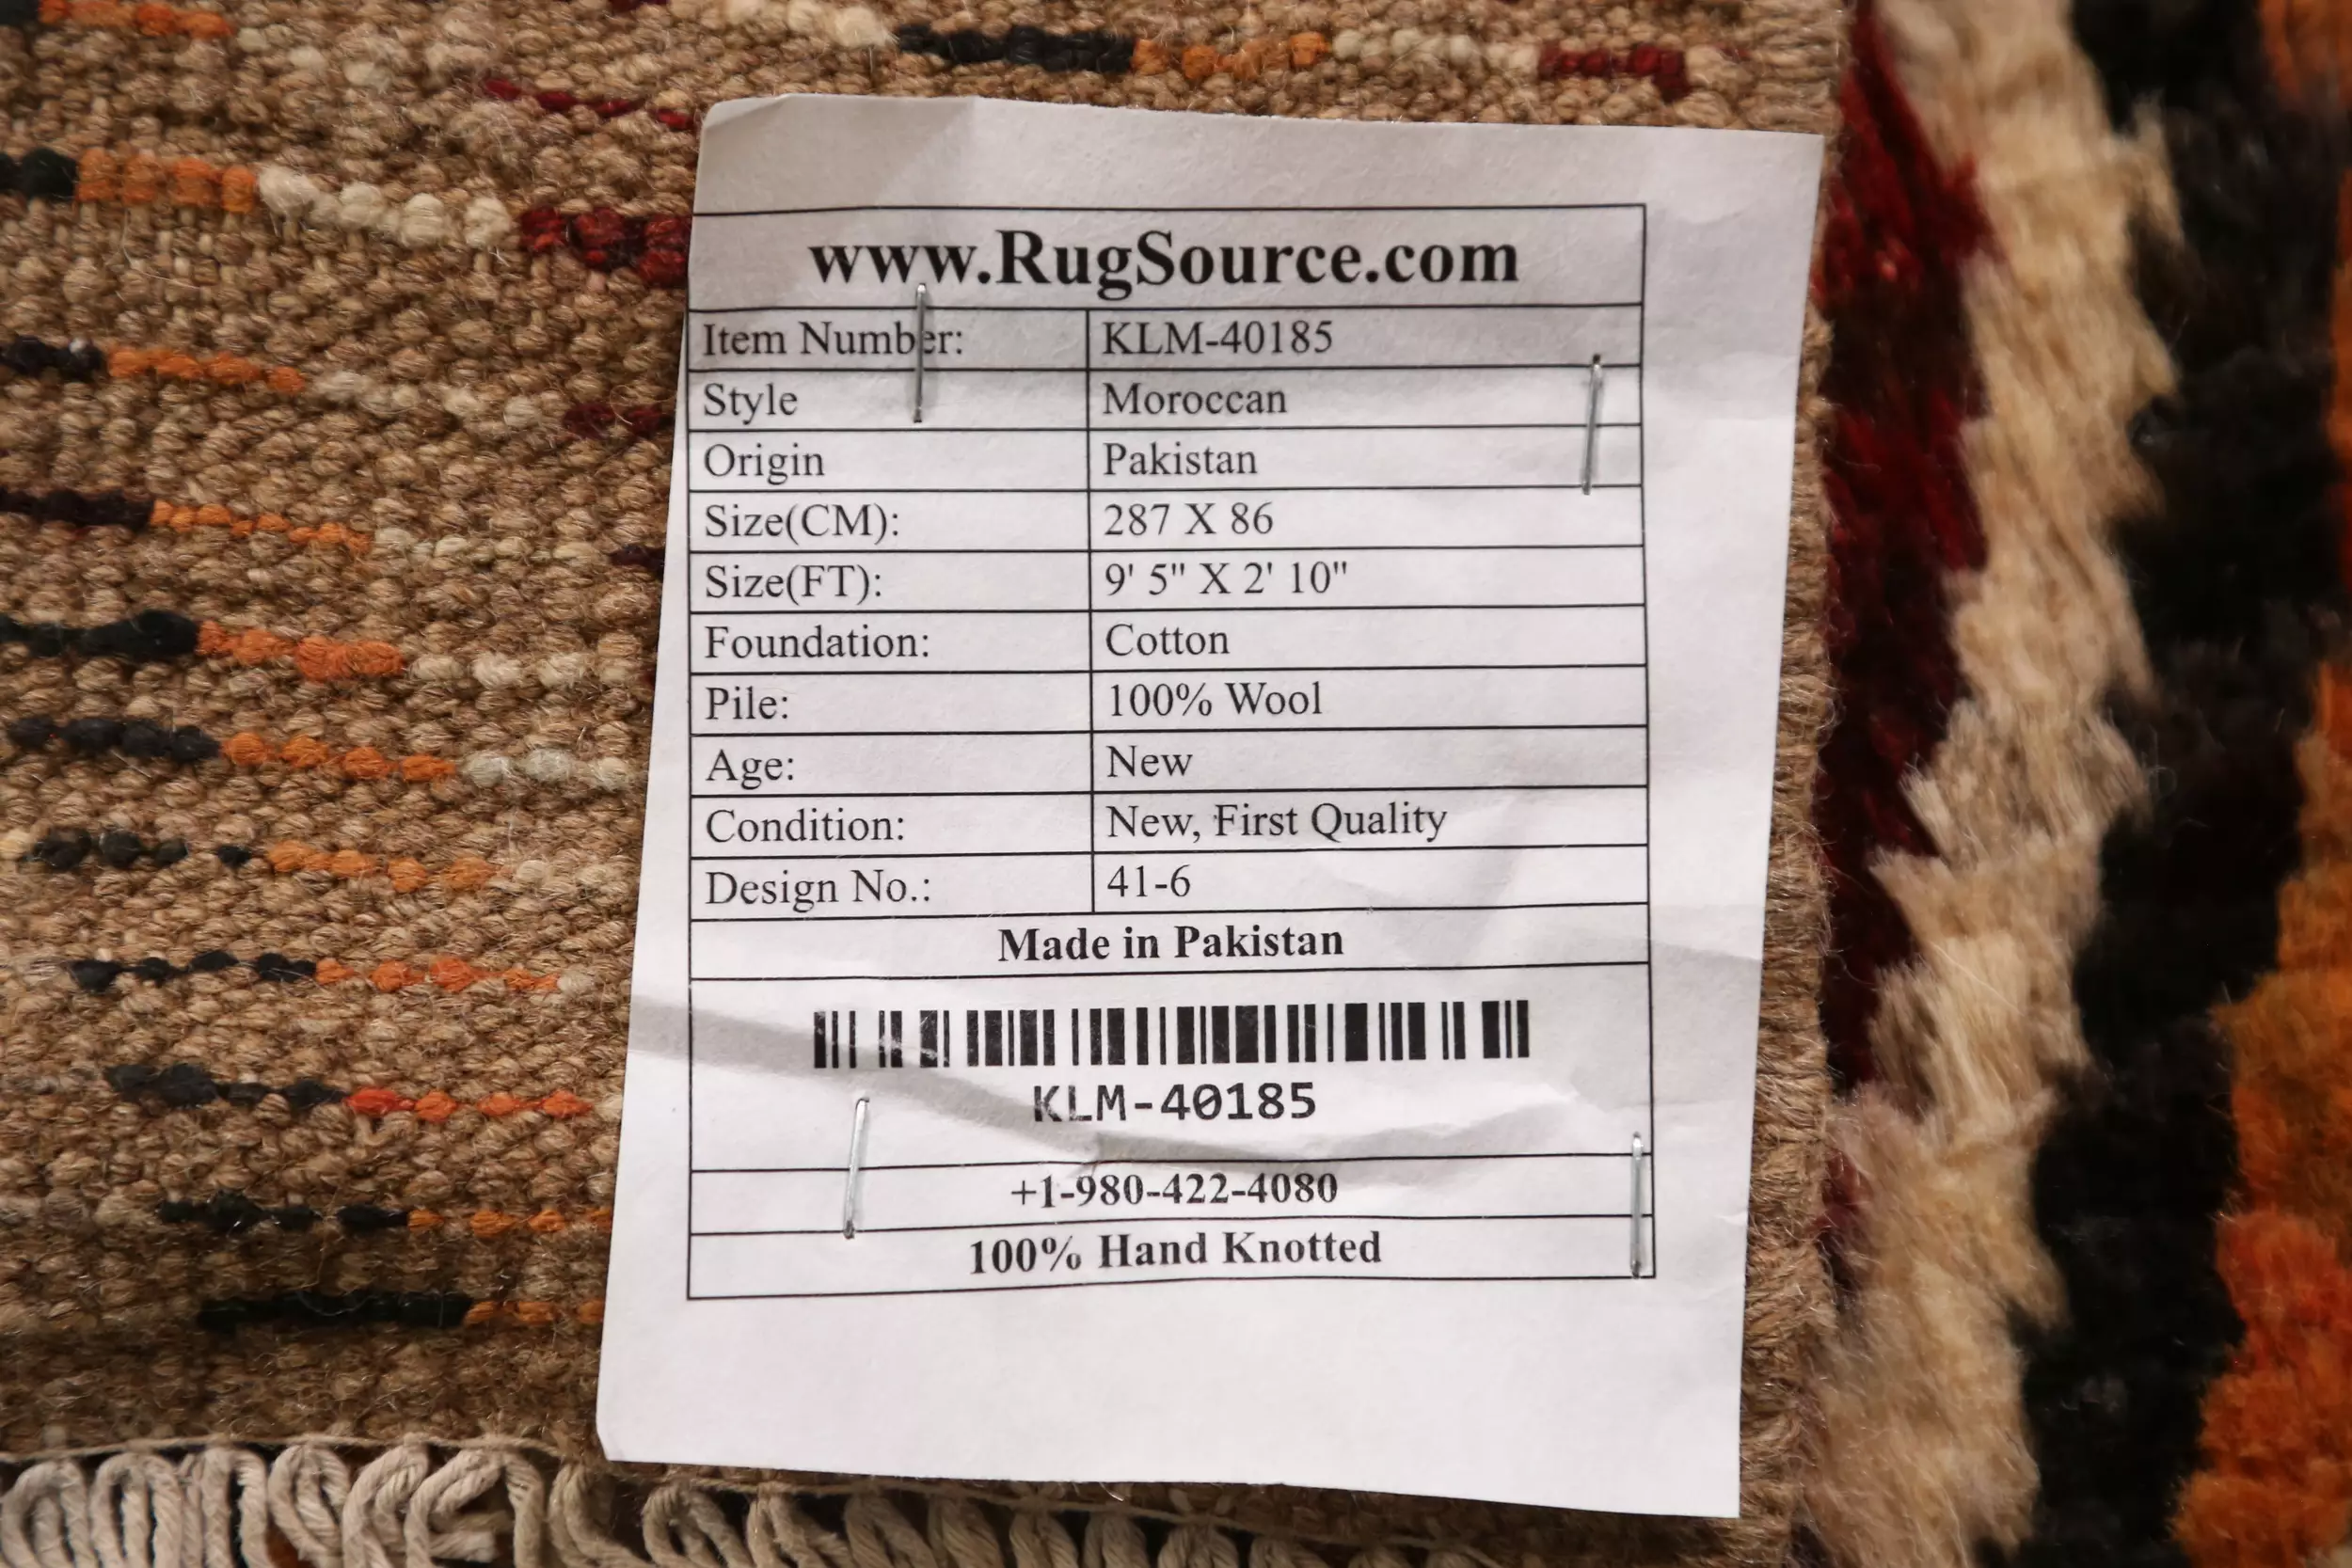 www.RugSource.com
Item Number: KLM-40185
Style Moroccan
Origin Pakistan
Size(CM): 287 X 86
Size(FT): 9' 5" X 2' 10"
Foundation: Cotton
Pile: 100% Wool
Age: New
Condition: New, First Quality
Design No.: 41-6
Made in Pakistan
KLM-40185
+1-980-422-4080
100% Hand Knotted